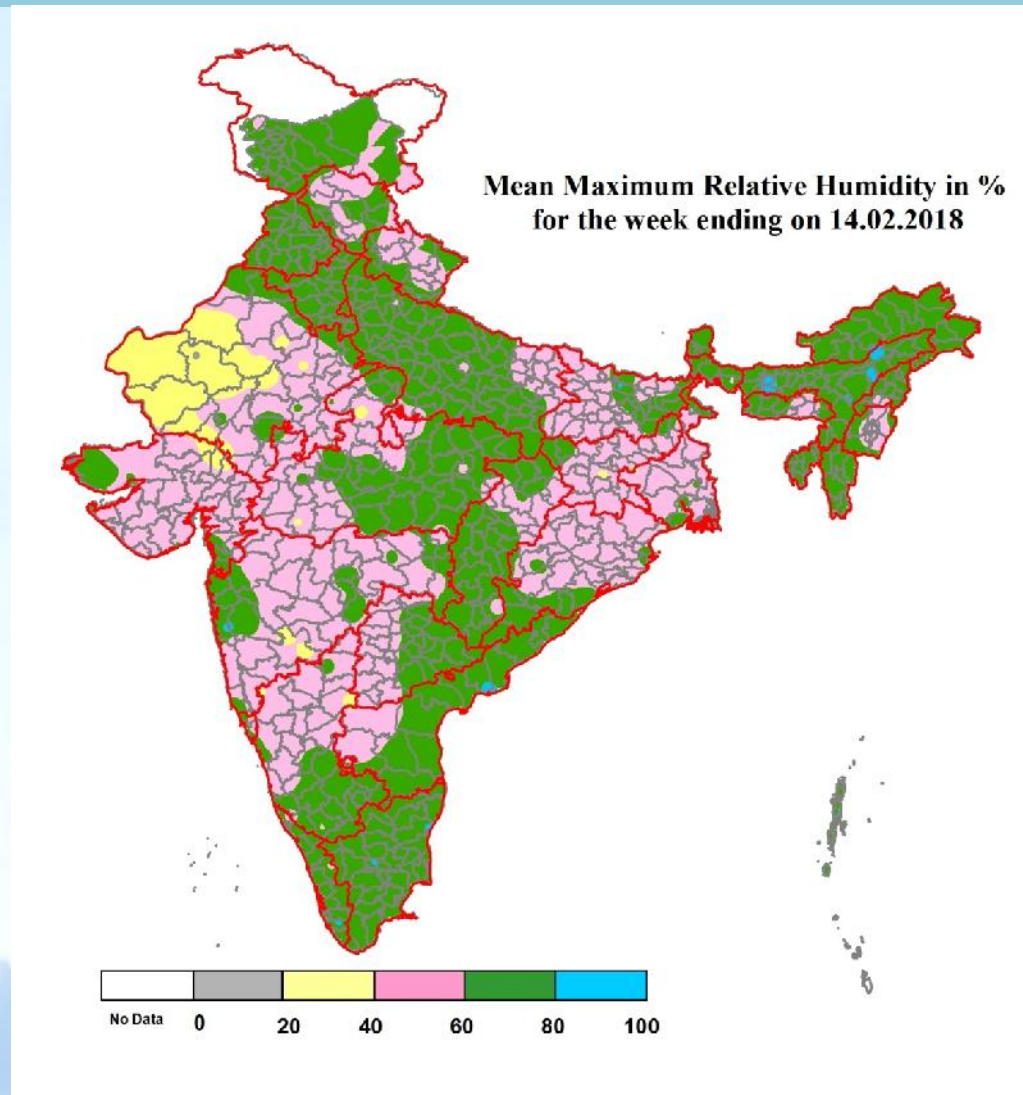 Mean Maximum Relative Humidity in %
for the week ending on 14.02.2018
No Data 0 20 40 60 80 100